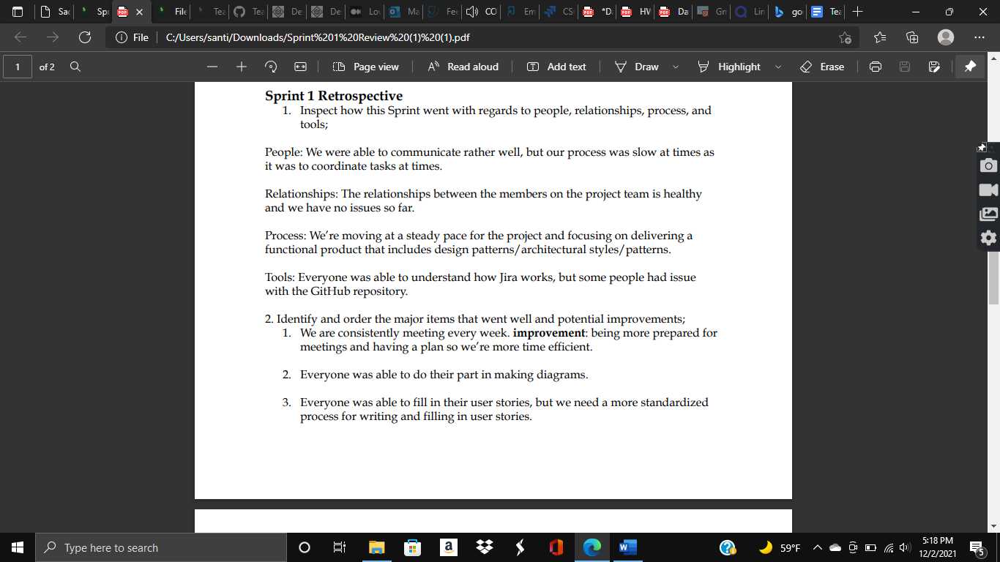 Sac
Spr
File
Tea
Tea
De
De
Lo
Ma
Fee
CO
Em
CS
*D
HV
Da
Gn
Lin
go
Tea
File
C:/Users/santi/Downloads/Sprint%201%20Review%20(1)%20(1).pdf
1 of 2
Page view
Read aloud
Add text
Draw
Highlight
Erase
Sprint 1 Retrospective
1. Inspect how this Sprint went with regards to people, relationships, process, and
tools;
People: We were able to communicate rather well, but our process was slow at times as
it was to coordinate tasks at times.
Relationships: The relationships between the members on the project team is healthy
and we have no issues so far.
Process: We’re moving at a steady pace for the project and focusing on delivering a
functional product that includes design patterns/architectural styles/patterns.
Tools: Everyone was able to understand how Jira works, but some people had issue
with the GitHub repository.
2. Identify and order the major items that went well and potential improvements;
1. We are consistently meeting every week. improvement: being more prepared for
meetings and having a plan so we’re more time efficient.
2. Everyone was able to do their part in making diagrams.
3. Everyone was able to fill in their user stories, but we need a more standardized
process for writing and filling in user stories.
Type here to search
59°F
5:18 PM
12/2/2021
5